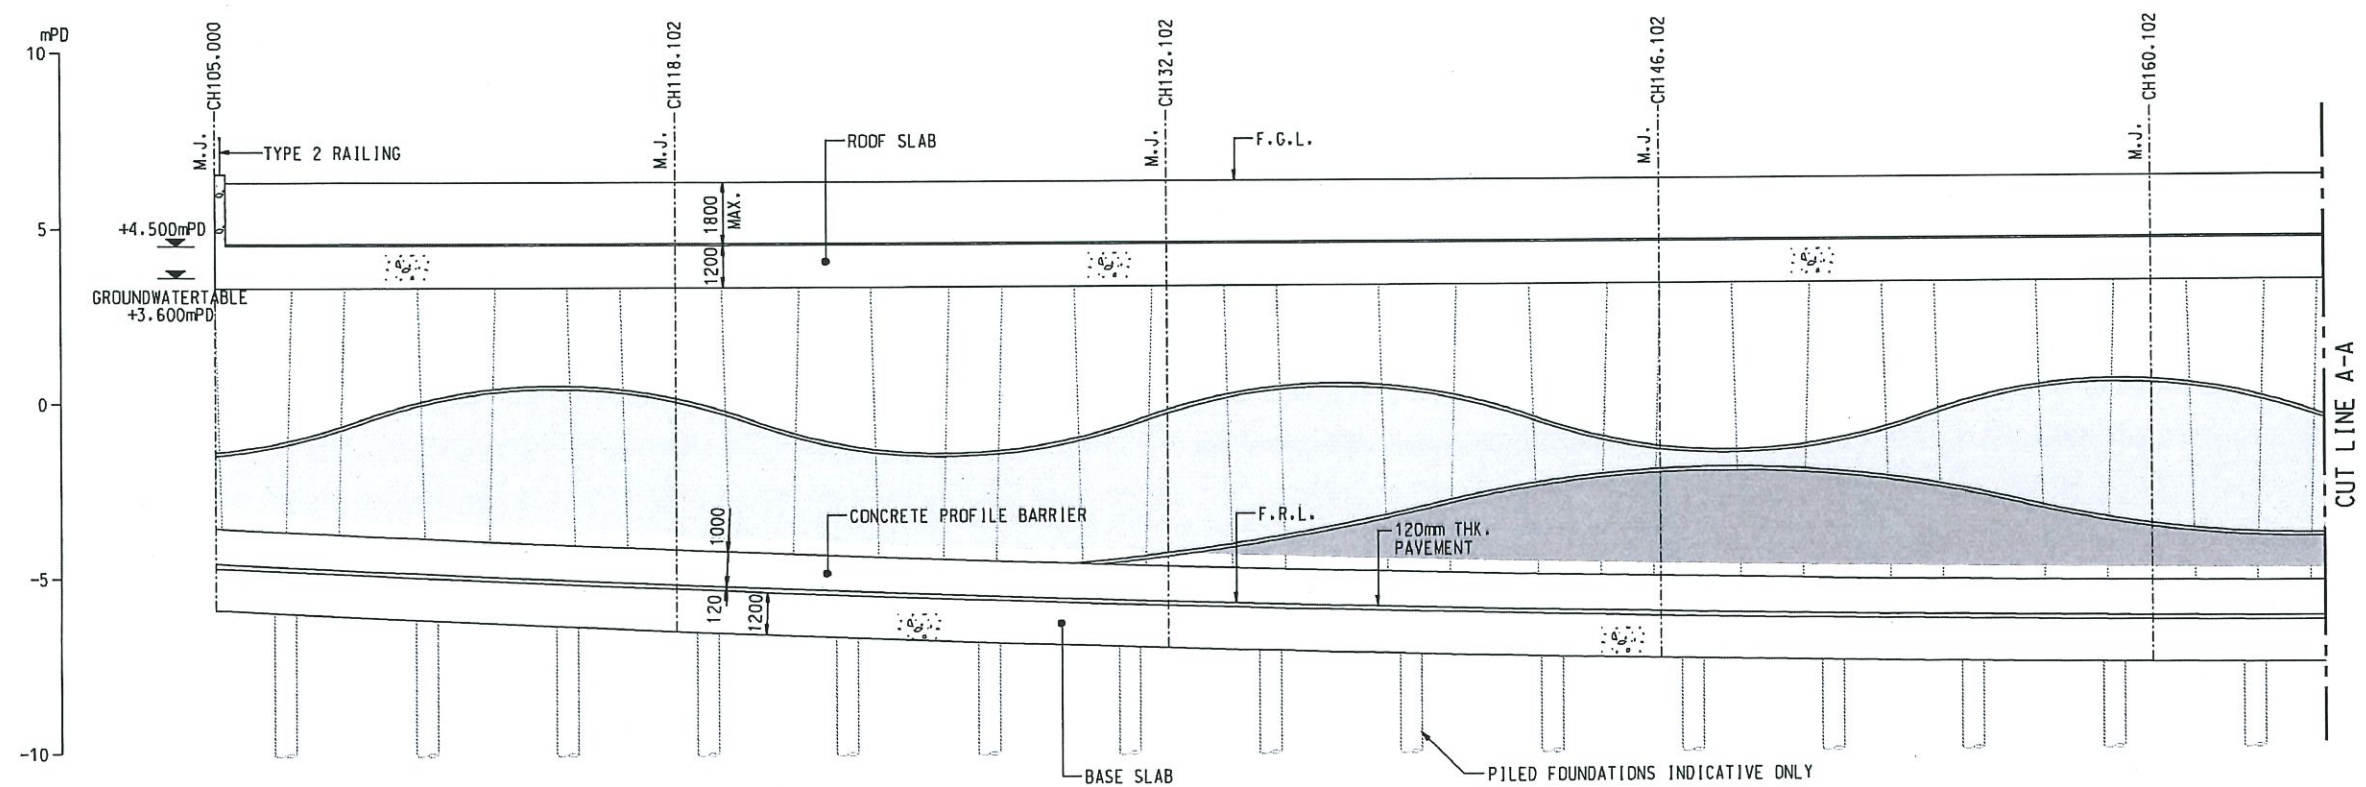 mPD
10
5
0
-5
-10
CH105.000
CH118.102
CH132.102
CH146.102
CH160.102
M.J.
M.J.
M.J.
M.J.
M.J.
TYPE 2 RAILING
ROOF SLAB
F.G.L.
1800
MAX.
1200
+4.500mPD
GROUNDWATERTABLE
+3.600mPD
1000
CONCRETE PROFILE BARRIER
F.R.L.
120mm THK.
PAVEMENT
120
1200
BASE SLAB
PILED FOUNDATIONS INDICATIVE ONLY
CUT LINE A-A